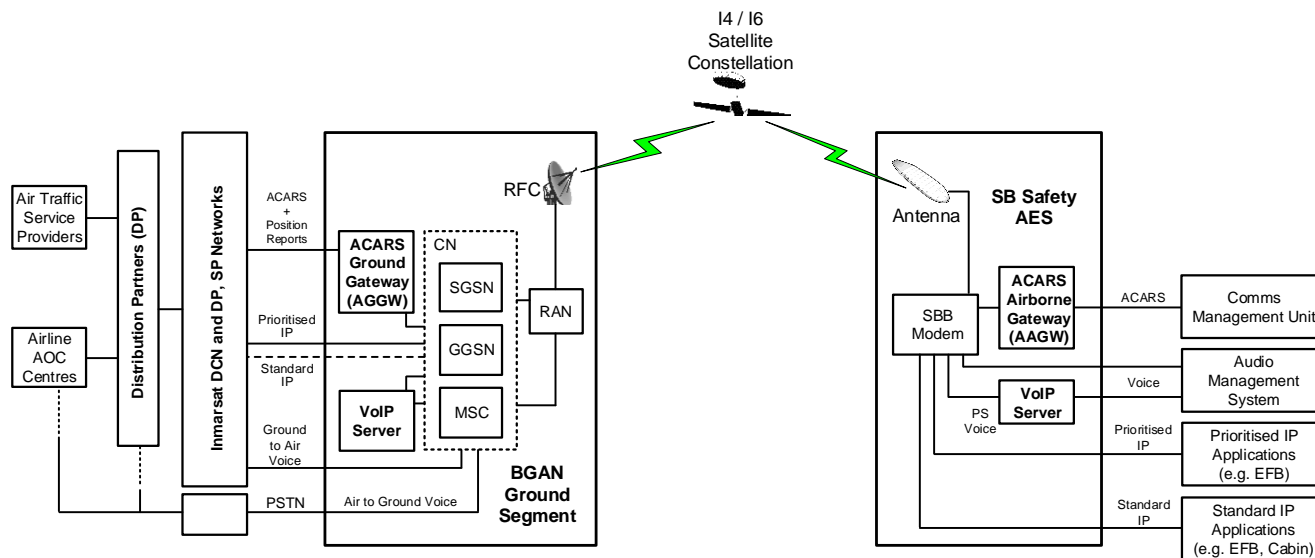 I4 / I6
Satellite
Constellation
Air Traffic
Service
Providers
Airline
AOC
Centres
Distribution Partners (DP)
Inmarsat DCN and DP, SP Networks
ACARS
+
Position
Reports
Prioritised
IP
Standard
IP
Ground
to Air
Voice
PSTN
Air to Ground Voice
RFC
ACARS
Ground
Gateway
(AGGW)
CN
SGSN
GGSN
MSC
RAN
VoIP
Server
BGAN
Ground
Segment
Antenna
SB Safety
AES
SBB
Modem
ACARS
Airborne
Gateway
(AAGW)
VoIP
Server
PS
Voice
ACARS
Voice
Prioritised
IP
Standard
IP
Comms
Management Unit
Audio
Management
System
Prioritised IP
Applications
(e.g. EFB)
Standard IP
Applications
(e.g. EFB, Cabin)